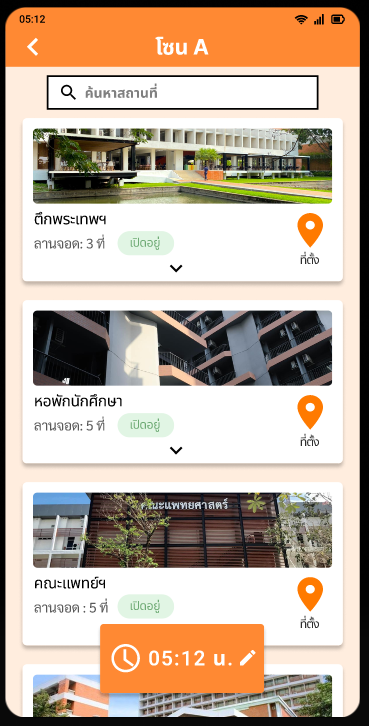 05:12
โซน A
ค้นหาสถานที่
ตึกพระเทพฯ
ลานจอด: 3 ที่
เปิดอยู่
ที่ตั้ง
หอพักนักศึกษา
ลานจอด: 5 ที่
เปิดอยู่
ที่ตั้ง
คณะแพทยศาสตร์
คณะแพทย์ฯ
ลานจอด : 5 ที่
เปิดอยู่
ที่ตั้ง
05:12 น.